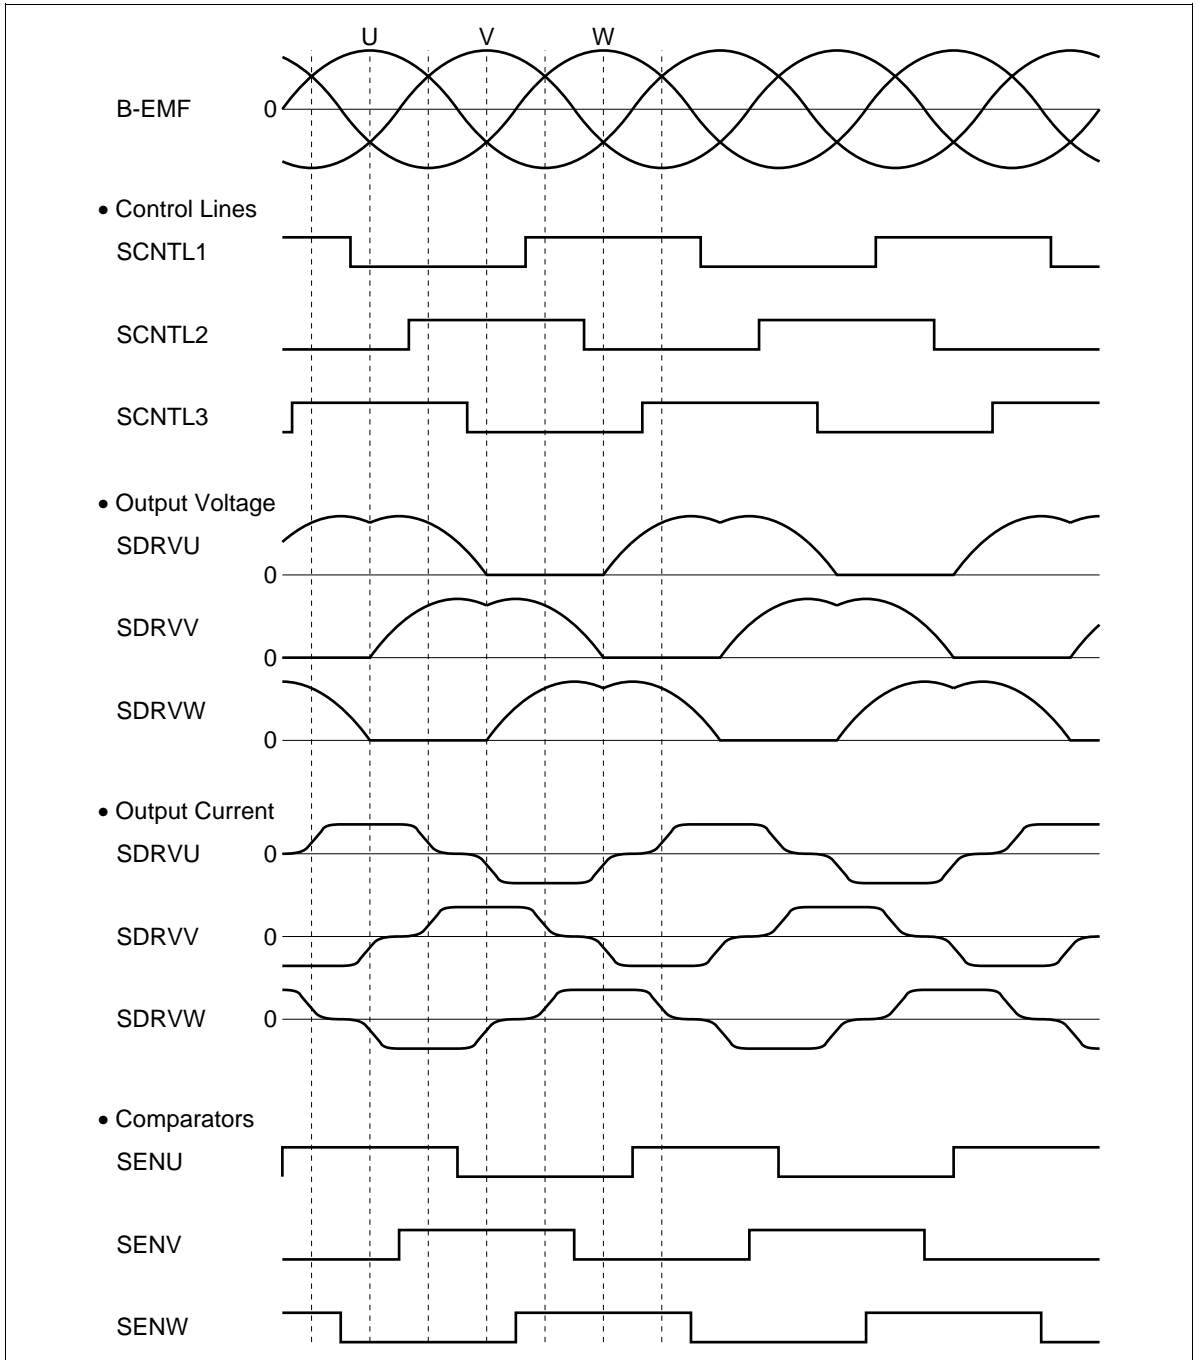 U V W
B-EMF 0
• Control Lines
SCNTL1
SCNTL2
SCNTL3
• Output Voltage
SDRVU
0
SDRVV
0
SDRVW
0
• Output Current
SDRVU 0
SDRVV 0
SDRVW 0
• Comparators
SENU
SENV
SENW